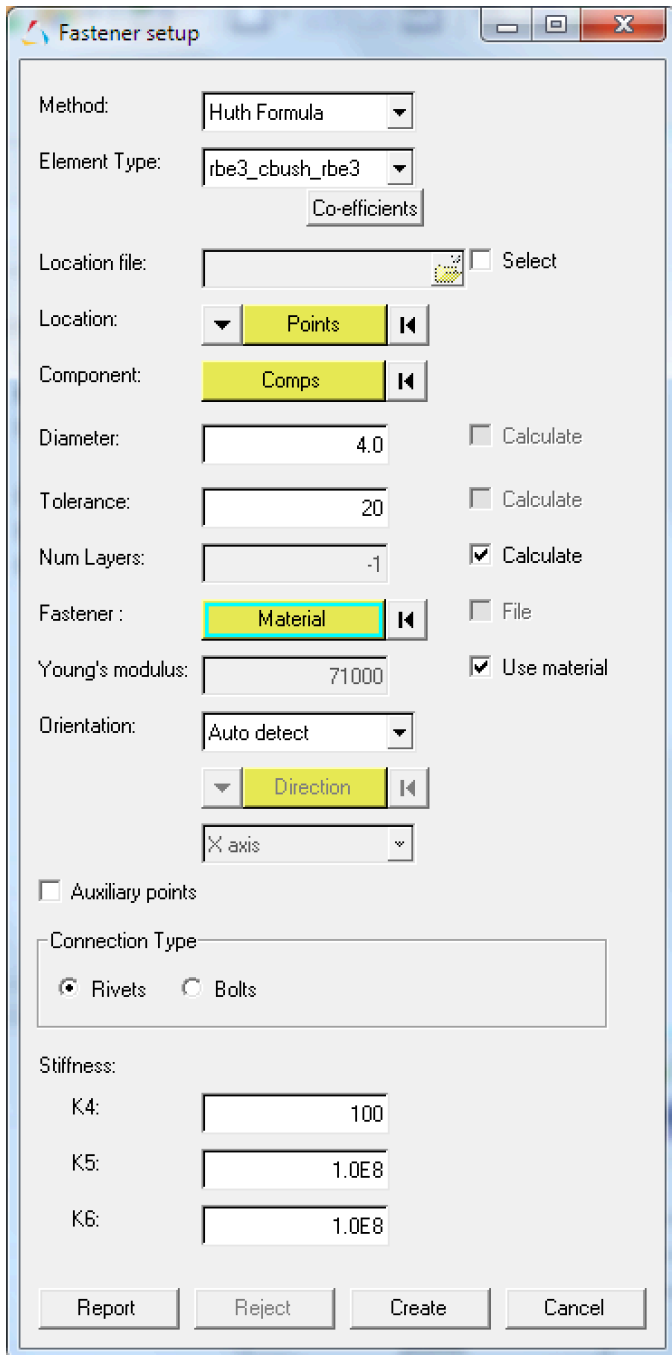 Fastener setup
Method: Huth Formula
Element Type: rbe3_cbush_rbe3
Co-efficients
Location file: Select
Location: Points
Component: Comps
Diameter: 4.0 Calculate
Tolerance: 20 Calculate
Num Layers: -1 Calculate
Fastener : Material File
Young's modulus: 71000 Use material
Orientation: Auto detect
Direction
X axis
Auxiliary points
Connection Type
Rivets Bolts
Stiffness:
K4: 100
K5: 1.0E8
K6: 1.0E8
Report Reject Create Cancel